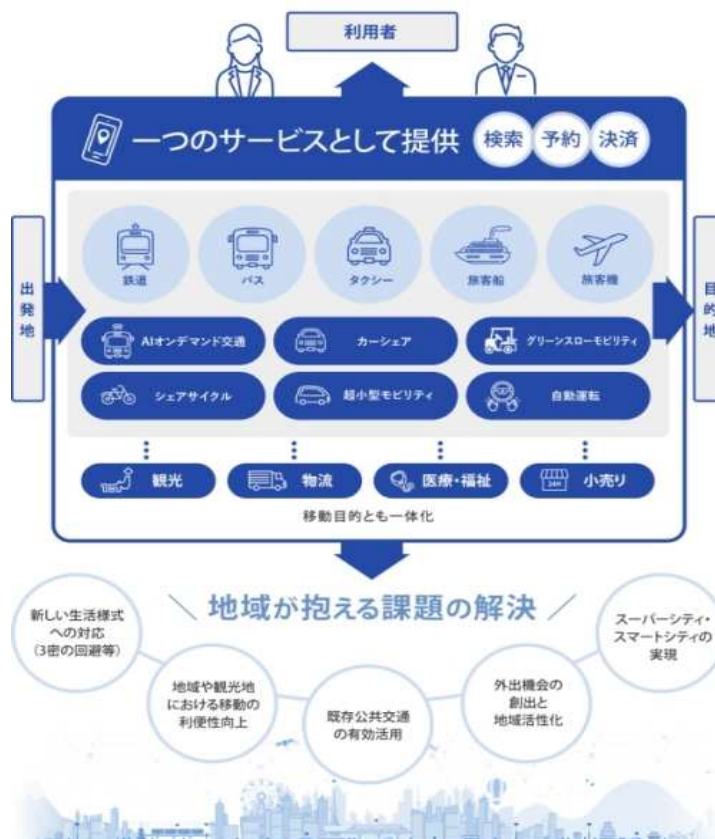 利用者
一つのサービスとして提供
検索
予約
決済
出発地
目的地
鉄道
バス
タクシー
旅客船
旅客機
AIオンデマンド交通
カーシェア
グリーンスローモビリティ
シェアサイクル
超小型モビリティ
自動運転
観光
物流
医療・福祉
24H
小売り
移動目的とも一体化
地域が抱える課題の解決
新しい生活様式
への対応
(3密の回避等)
地域や観光地
における移動の
利便性向上
既存公共交通
の有効活用
外出機会の
創出と
地域活性化
スーパーシティ・
スマートシティの
実現